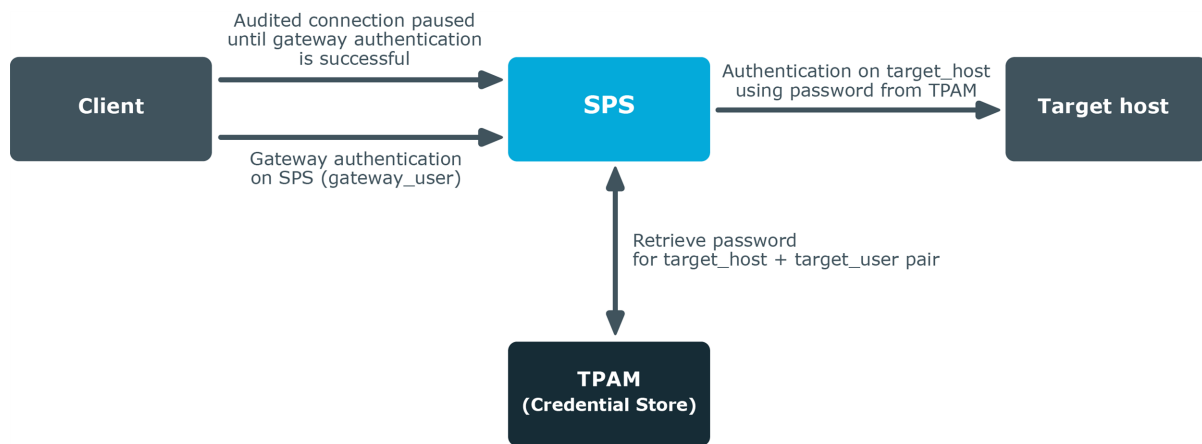 Audited connection paused
until gateway authentication
is successful
Client
SPS
Authentication on target_host
using password from TPAM
Target host
Gateway authentication
on SPS (gateway_user)
Retrieve password
for target_host + target_user pair
TPAM
(Credential Store)